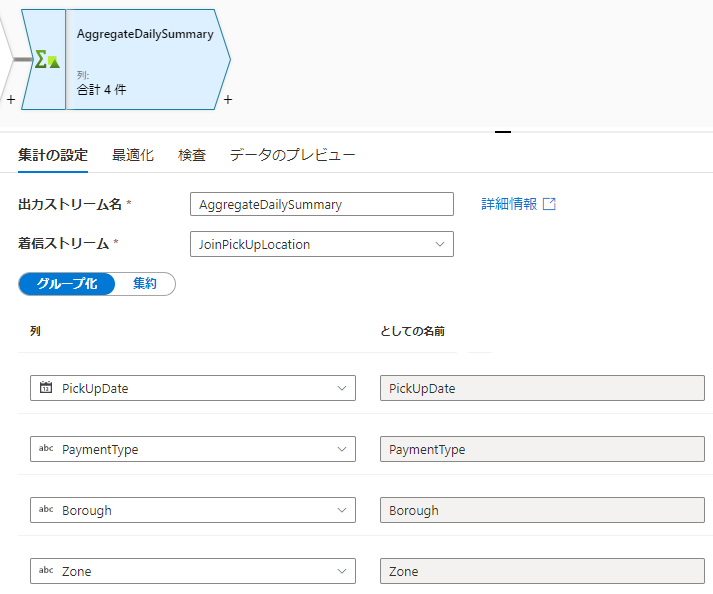 AggregateDailySummary
列:
合計 4 件
+
+
集計の設定 最適化 検査 データのプレビュー
出力ストリーム名 * AggregateDailySummary 詳細情報
着信ストリーム * JoinPickUpLocation
グループ化 集約
列 としての名前
PickUpDate PickUpDate
abc PaymentType PaymentType
abc Borough Borough
abc Zone Zone